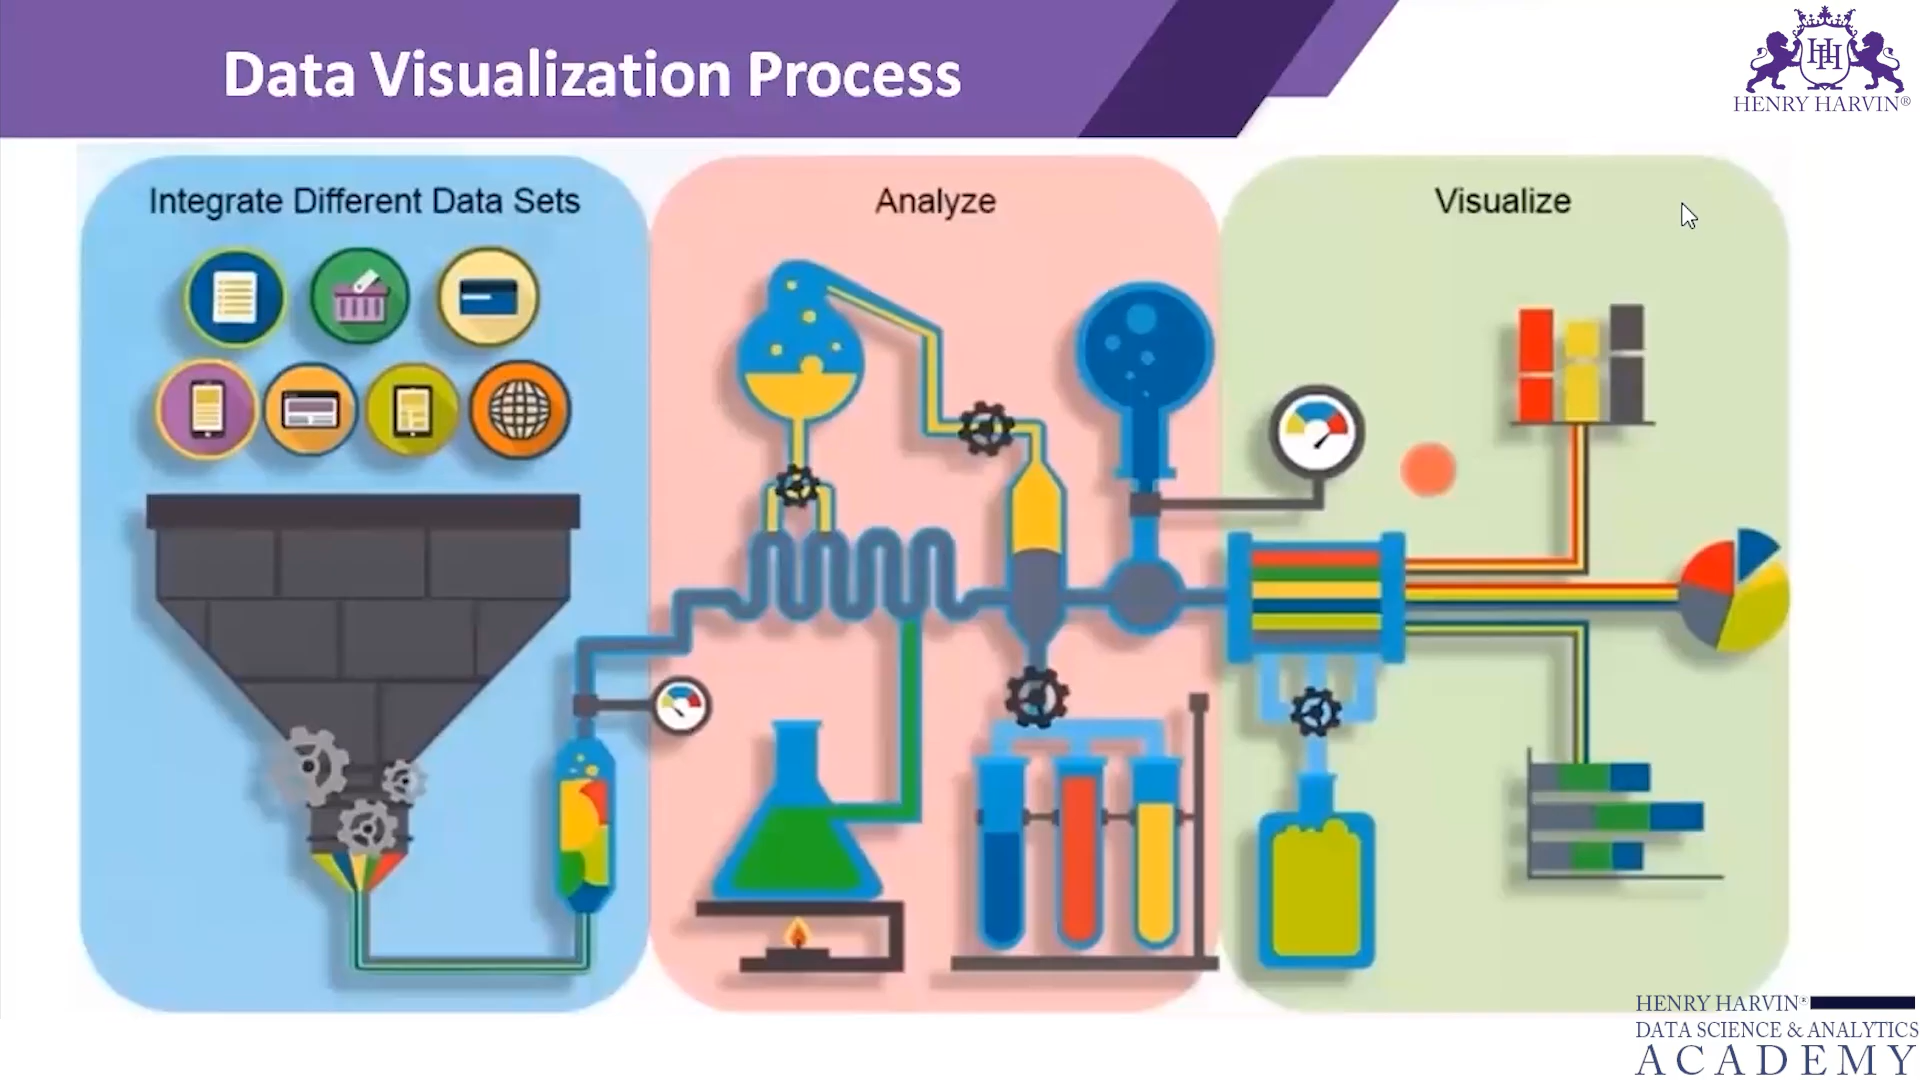 Data Visualization Process
HENRY HARVIN®
Integrate Different Data Sets
Analyze
Visualize
HENRY HARVIN®
DATA SCIENCE & ANALYTICS
ACADEMY